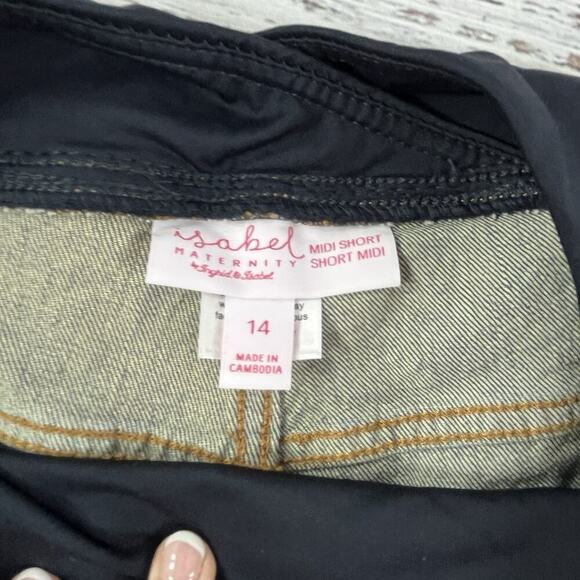 isabel
MATERNITY
by Ingrid & Isabel
MIDI SHORT
SHORT MIDI
14
MADE IN
CAMBODIA